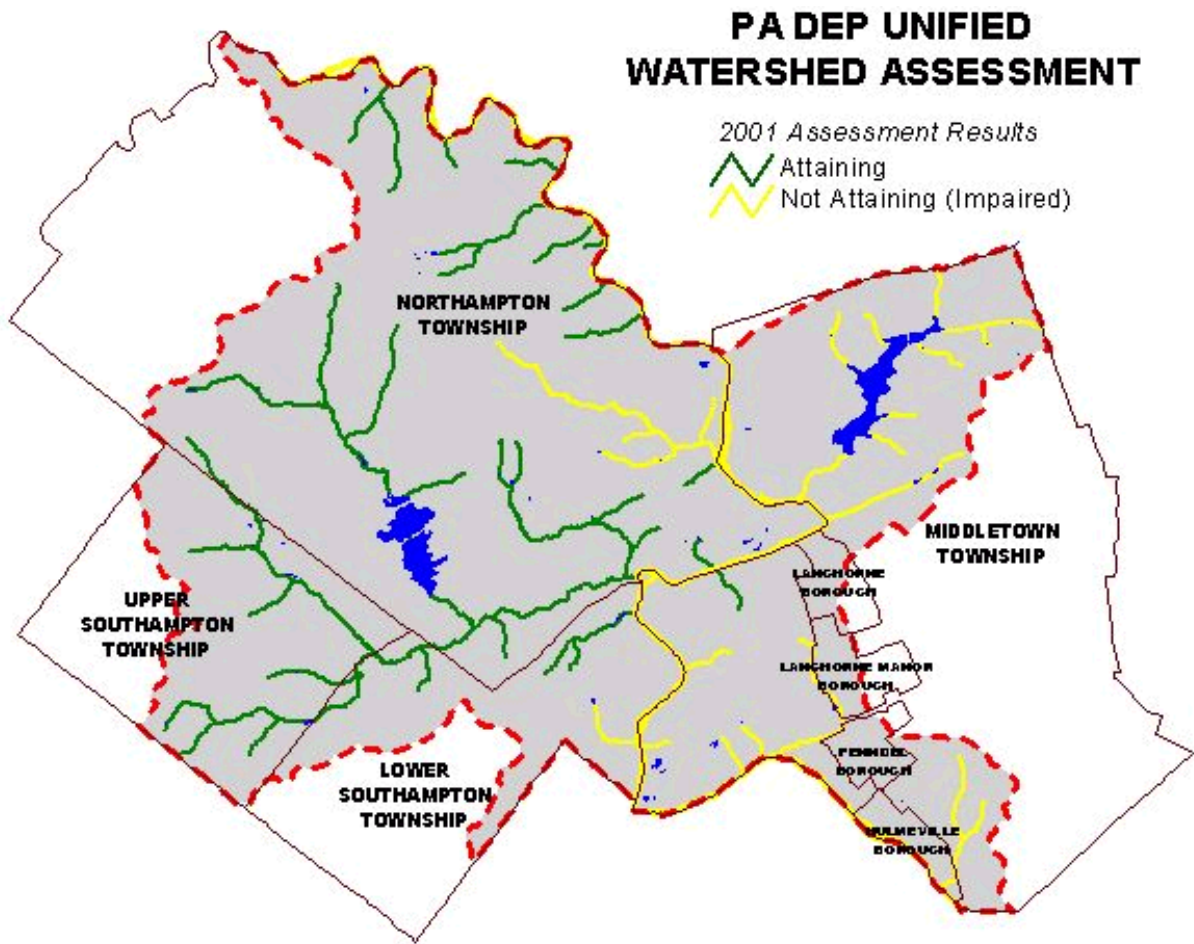 PA DEP UNIFIED
WATERSHED ASSESSMENT
2001 Assessment Results
Attaining
Not Attaining (Impaired)
NORTHAMPTON
TOWNSHIP
MIDDLETOWN
TOWNSHIP
LANGHORNE
BOROUGH
UPPER
SOUTHAMPTON
TOWNSHIP
LANGHORNE MANOR
BOROUGH
PENNDEL
BOROUGH
LOWER
SOUTHAMPTON
TOWNSHIP
HULMEVILLE
BOROUGH